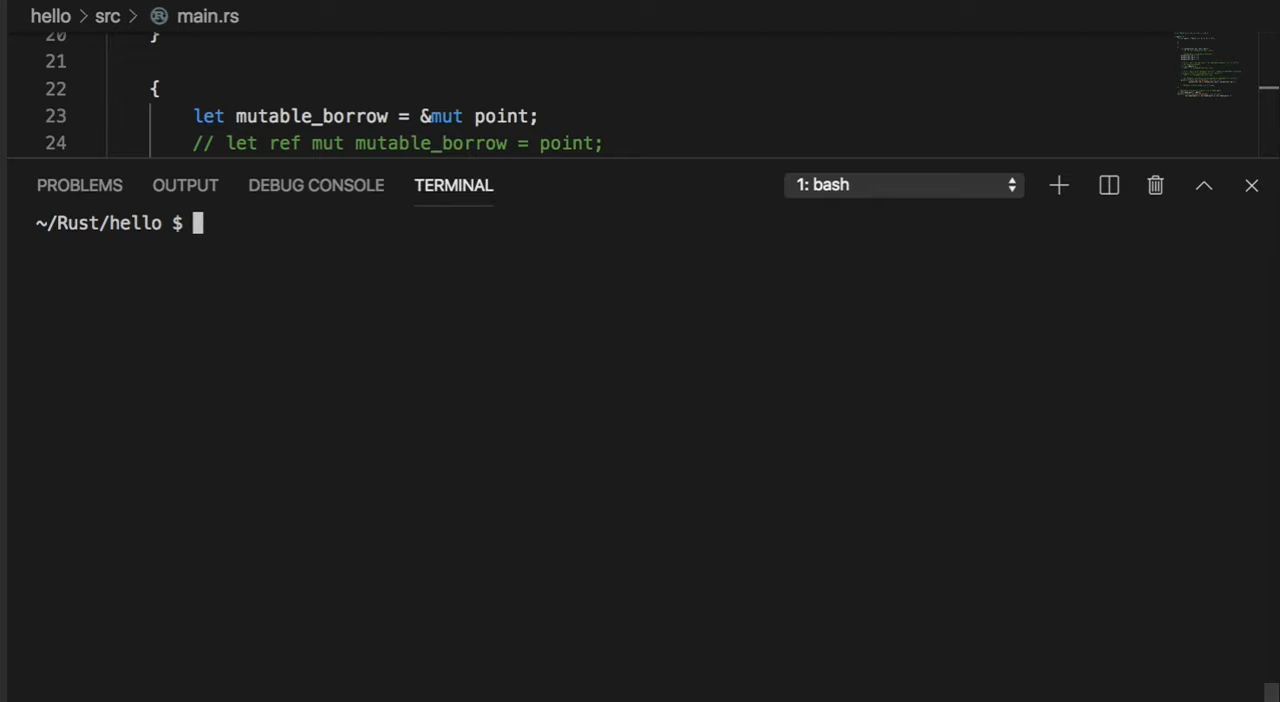 hello > src > main.rs
20 }
21
22 {
23 let mutable_borrow = &mut point;
24 // let ref mut mutable_borrow = point;
PROBLEMS OUTPUT DEBUG CONSOLE TERMINAL 1: bash
~/Rust/hello $